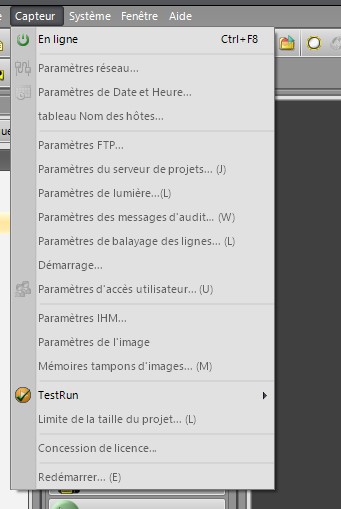 Capteur Système Fenêtre Aide
En ligne Ctrl+F8
Paramètres réseau...
Paramètres de Date et Heure...
tableau Nom des hôtes...
Paramètres FTP...
Paramètres du serveur de projets... (J)
Paramètres de lumière...(L)
Paramètres des messages d'audit... (W)
Paramètres de balayage des lignes... (L)
Démarrage...
Paramètres d'accès utilisateur... (U)
Paramètres IHM...
Paramètres de l'image
Mémoires tampons d'images... (M)
TestRun
Limite de la taille du projet... (L)
Concession de licence...
Redémarrer... (E)